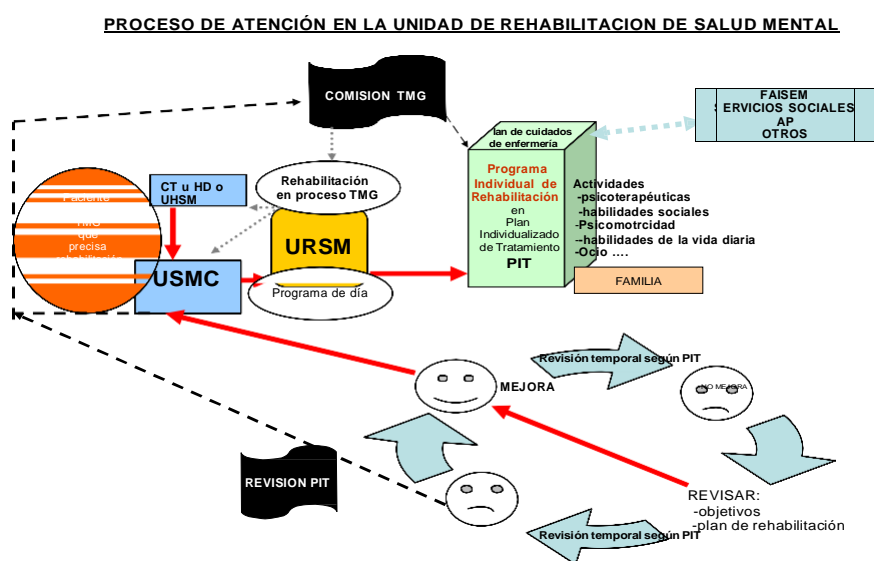 PROCESO DE ATENCIÓN EN LA UNIDAD DE REHABILITACION DE SALUD MENTAL
COMISION TMG
FAISEM
ERVICIOS SOCIALES
AP
OTROS
lan de cuidados
de enfermería
Programa
Individual de
Rehabilitación
en
Plan
Individualizado
de Tratamiento
PIT
Actividades
-psicoterapéuticas
-habilidades sociales
-Psicomotrcidad
--habilidades de la vida diaria
-Ocio ....
FAMILIA
Paciente
TMG
que
precisa
rehabilitación
CT u HD o
UHSM
USMC
Rehabilitación
en proceso TMG
URSM
Programa de día
MEJORA
Revisión temporal según PIT
NO MEJORA
REVISION PIT
REVISAR:
-objetivos
-plan de rehabilitación
Revisión temporal según PIT